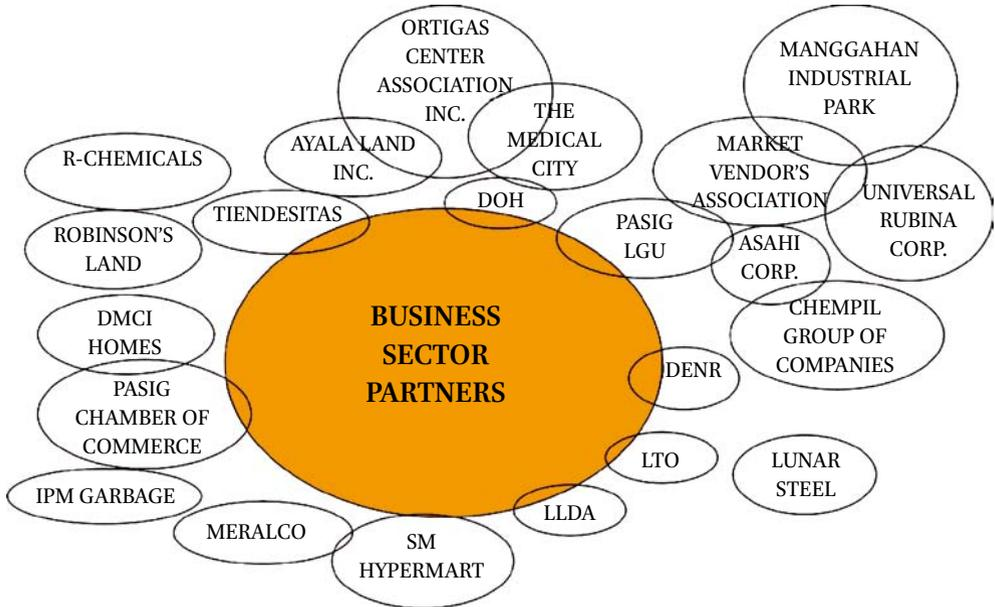 ORTIGAS
CENTER
ASSOCIATION
INC.
MANGGAHAN
INDUSTRIAL
PARK
THE
MEDICAL
CITY
AYALA LAND
INC.
MARKET
VENDOR'S
ASSOCIATION
R-CHEMICALS
UNIVERSAL
RUBINA
CORP.
DOH
TIENDESITAS
PASIG
LGU
ROBINSON'S
LAND
ASAHI
CORP.
CHEMPIL
GROUP OF
COMPANIES
DMCI
HOMES
BUSINESS
SECTOR
PARTNERS
DENR
PASIG
CHAMBER OF
COMMERCE
LTO
LUNAR
STEEL
IPM GARBAGE
LLDA
MERALCO
SM
HYPERMART